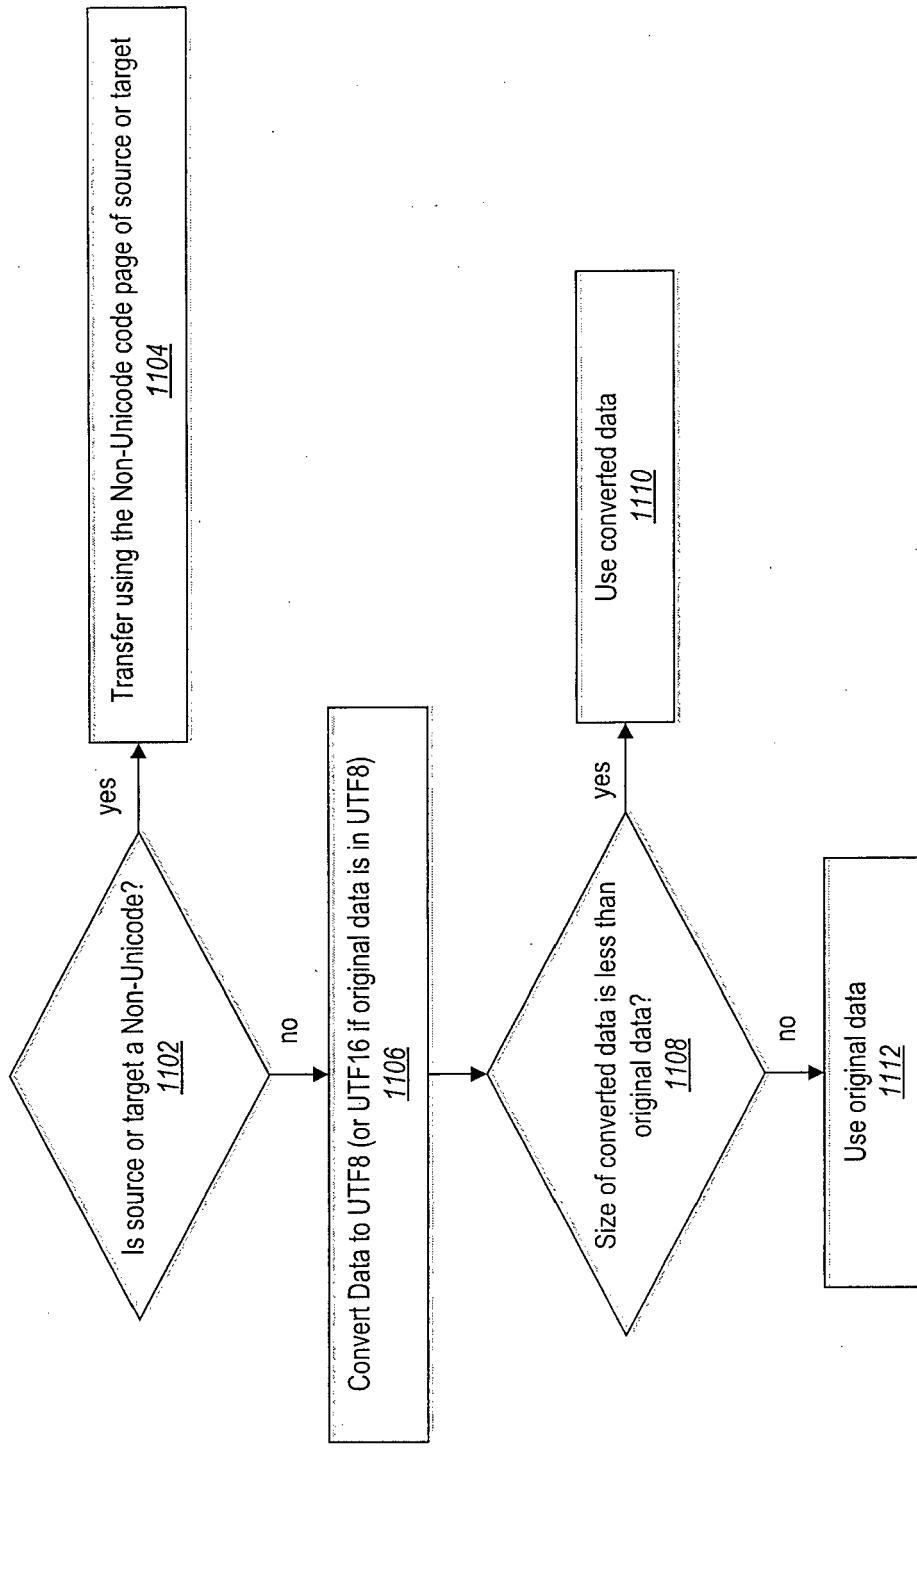 Is source or target a Non-Unicode?
1102
yes
Transfer using the Non-Unicode code page of source or target
1104
no
Convert Data to UTF8 (or UTF16 if original data is in UTF8)
1106
Size of converted data is less than
original data?
1108
yes
Use converted data
1110
no
Use original data
1112